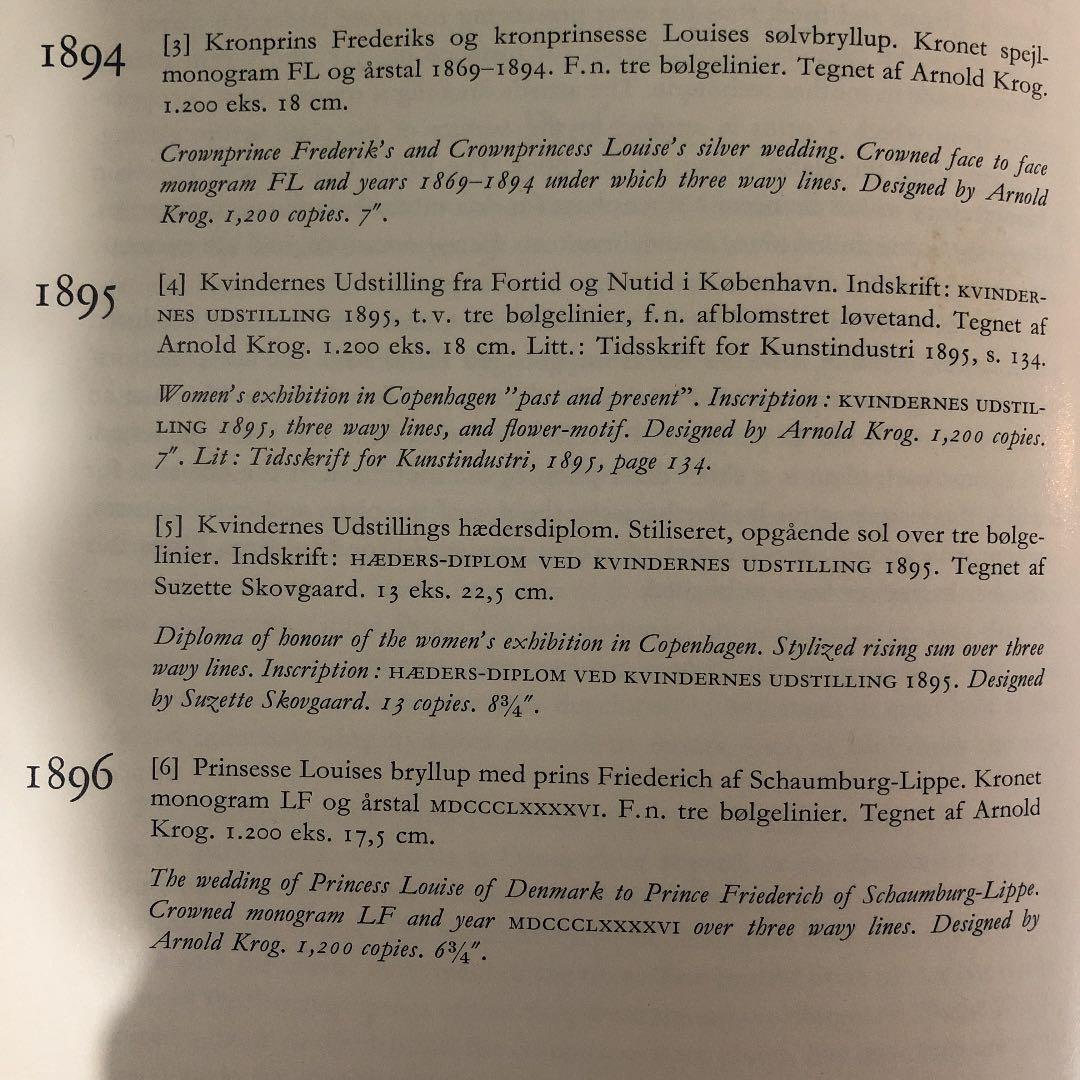 1894 [3] Kronprins Frederiks og kronprinsesse Louises sølvbryllup. Kronet spejl-
monogram FL og årstal 1869–1894. F.n. tre bølgelinier. Tegnet af Arnold Krog.
1.200 eks. 18 cm.
Crownprince Frederik's and Crownprincess Louise's silver wedding. Crowned face to face
monogram FL and years 1869–1894 under which three wavy lines. Designed by Arnold
Krog. 1,200 copies. 7″.
1895 [4] Kvindernes Udstilling fra Fortid og Nutid i København. Indskrift: KVINDER-
NES UDSTILLING 1895, t.v. tre bølgelinier, f.n. afblomstret løvetand. Tegnet af
Arnold Krog. 1.200 eks. 18 cm. Litt.: Tidsskrift for Kunstindustri 1895, s. 134.
Women's exhibition in Copenhagen ”past and present”. Inscription: KVINDERNES UDSTIL-
LING 1895, three wavy lines, and flower-motif. Designed by Arnold Krog. 1,200 copies.
7″. Lit: Tidsskrift for Kunstindustri, 1895, page 134.
[5] Kvindernes Udstillings hædersdiplom. Stiliseret, opgående sol over tre bølge-
linier. Indskrift: HÆDERS-DIPLOM VED KVINDERNES UDSTILLING 1895. Tegnet af
Suzette Skovgaard. 13 eks. 22,5 cm.
Diploma of honour of the women's exhibition in Copenhagen. Stylized rising sun over three
wavy lines. Inscription: HÆDERS-DIPLOM VED KVINDERNES UDSTILLING 1895. Designed
by Suzette Skovgaard. 13 copies. 8¾″.
1896 [6] Prinsesse Louises bryllup med prins Friederich af Schaumburg-Lippe. Kronet
monogram LF og årstal MDCCCLXXXXVI. F.n. tre bølgelinier. Tegnet af Arnold
Krog. 1.200 eks. 17,5 cm.
The wedding of Princess Louise of Denmark to Prince Friederich of Schaumburg-Lippe.
Crowned monogram LF and year MDCCCLXXXXVI over three wavy lines. Designed by
Arnold Krog. 1,200 copies. 6¾″.